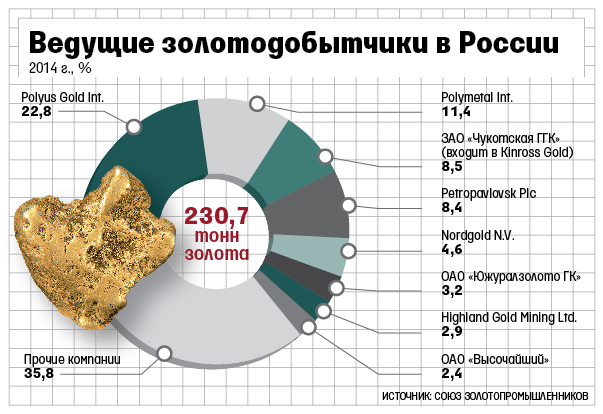 Ведущие золотодобытчики в России
2014 г., %
Polyus Gold Int.
22,8
Polymetal Int.
11,4
ЗАО «Чукотская ГГК»
(входит в Kinross Gold)
8,5
Petropavlovsk Plc
8,4
Nordgold N.V.
4,6
ОАО «Южуралзолото ГК»
3,2
Highland Gold Mining Ltd.
2,9
ОАО «Высочайший»
2,4
Прочие компании
35,8
230,7
тонн
золота
ИСТОЧНИК: СОЮЗ ЗОЛОТОПРОМЫШЛЕННИКОВ